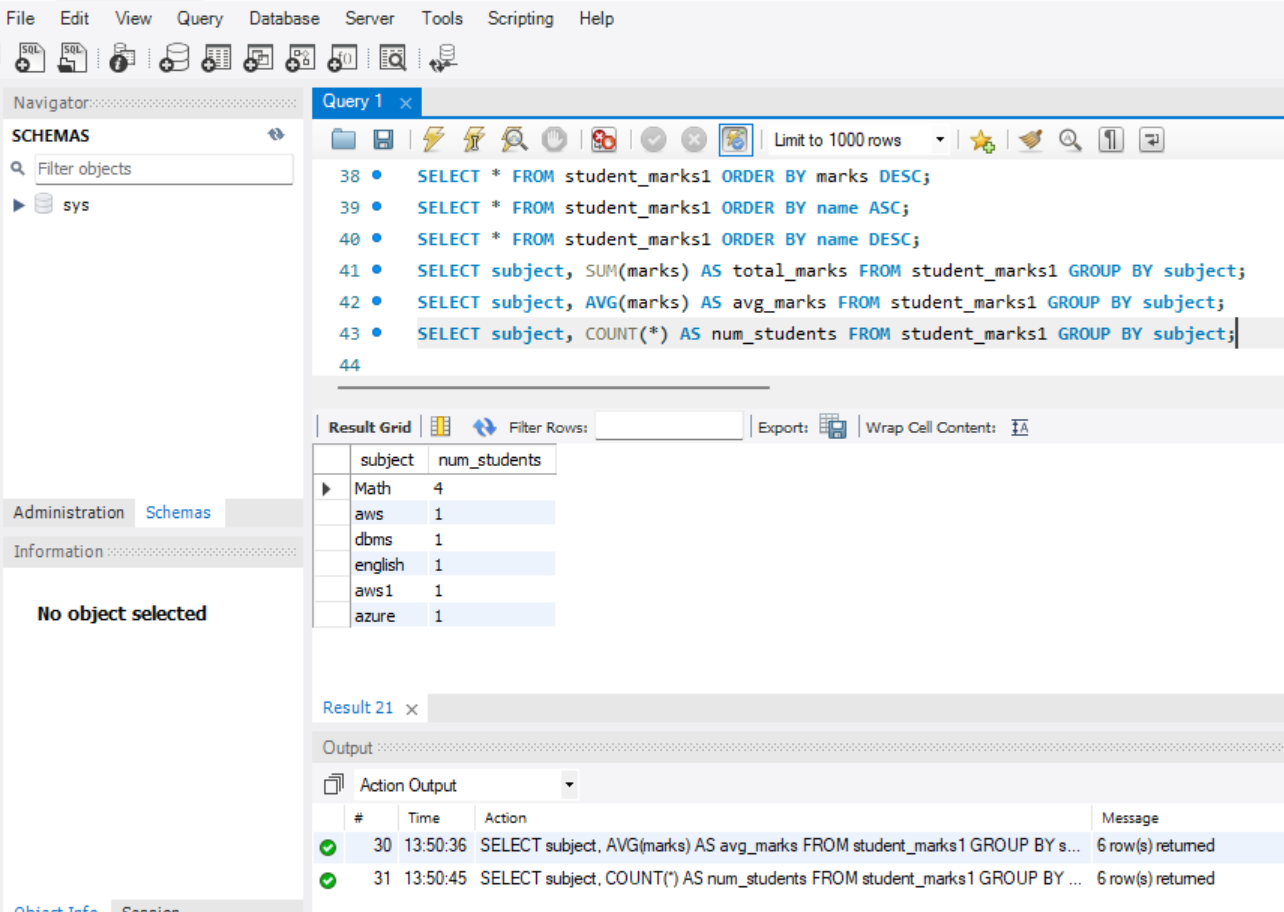 File Edit View Query Database Server Tools Scripting Help
SQL SQL
Navigator
Query 1
SCHEMAS
Limit to 1000 rows
Filter objects
sys
38 SELECT * FROM student_marks1 ORDER BY marks DESC;
39 SELECT * FROM student_marks1 ORDER BY name ASC;
40 SELECT * FROM student_marks1 ORDER BY name DESC;
41 SELECT subject, SUM(marks) AS total_marks FROM student_marks1 GROUP BY subject;
42 SELECT subject, AVG(marks) AS avg_marks FROM student_marks1 GROUP BY subject;
43 SELECT subject, COUNT(*) AS num_students FROM student_marks1 GROUP BY subject;
44
Result Grid Filter Rows: Export: Wrap Cell Content:
subject num_students
Math 4
aws 1
dbms 1
english 1
aws1 1
azure 1
Administration Schemas
Information
No object selected
Result 21
Output
Action Output
# Time Action Message
30 13:50:36 SELECT subject, AVG(marks) AS avg_marks FROM student_marks1 GROUP BY s... 6 row(s) returned
31 13:50:45 SELECT subject, COUNT(*) AS num_students FROM student_marks1 GROUP BY ... 6 row(s) returned
Object Info Session